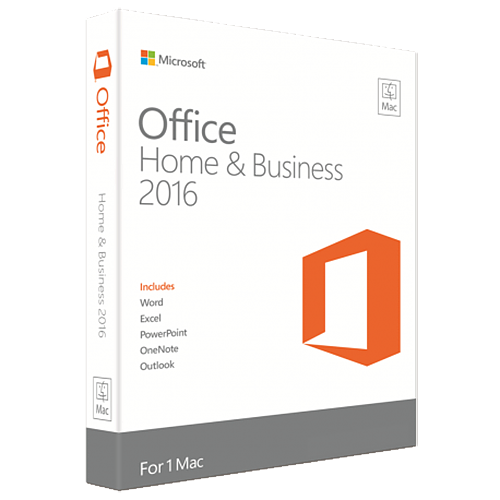 Office
Home & Business 2016
Mac
Microsoft
Mac
Office
Home & Business
2016
Includes
Word
Excel
PowerPoint
OneNote
Outlook
For 1 Mac